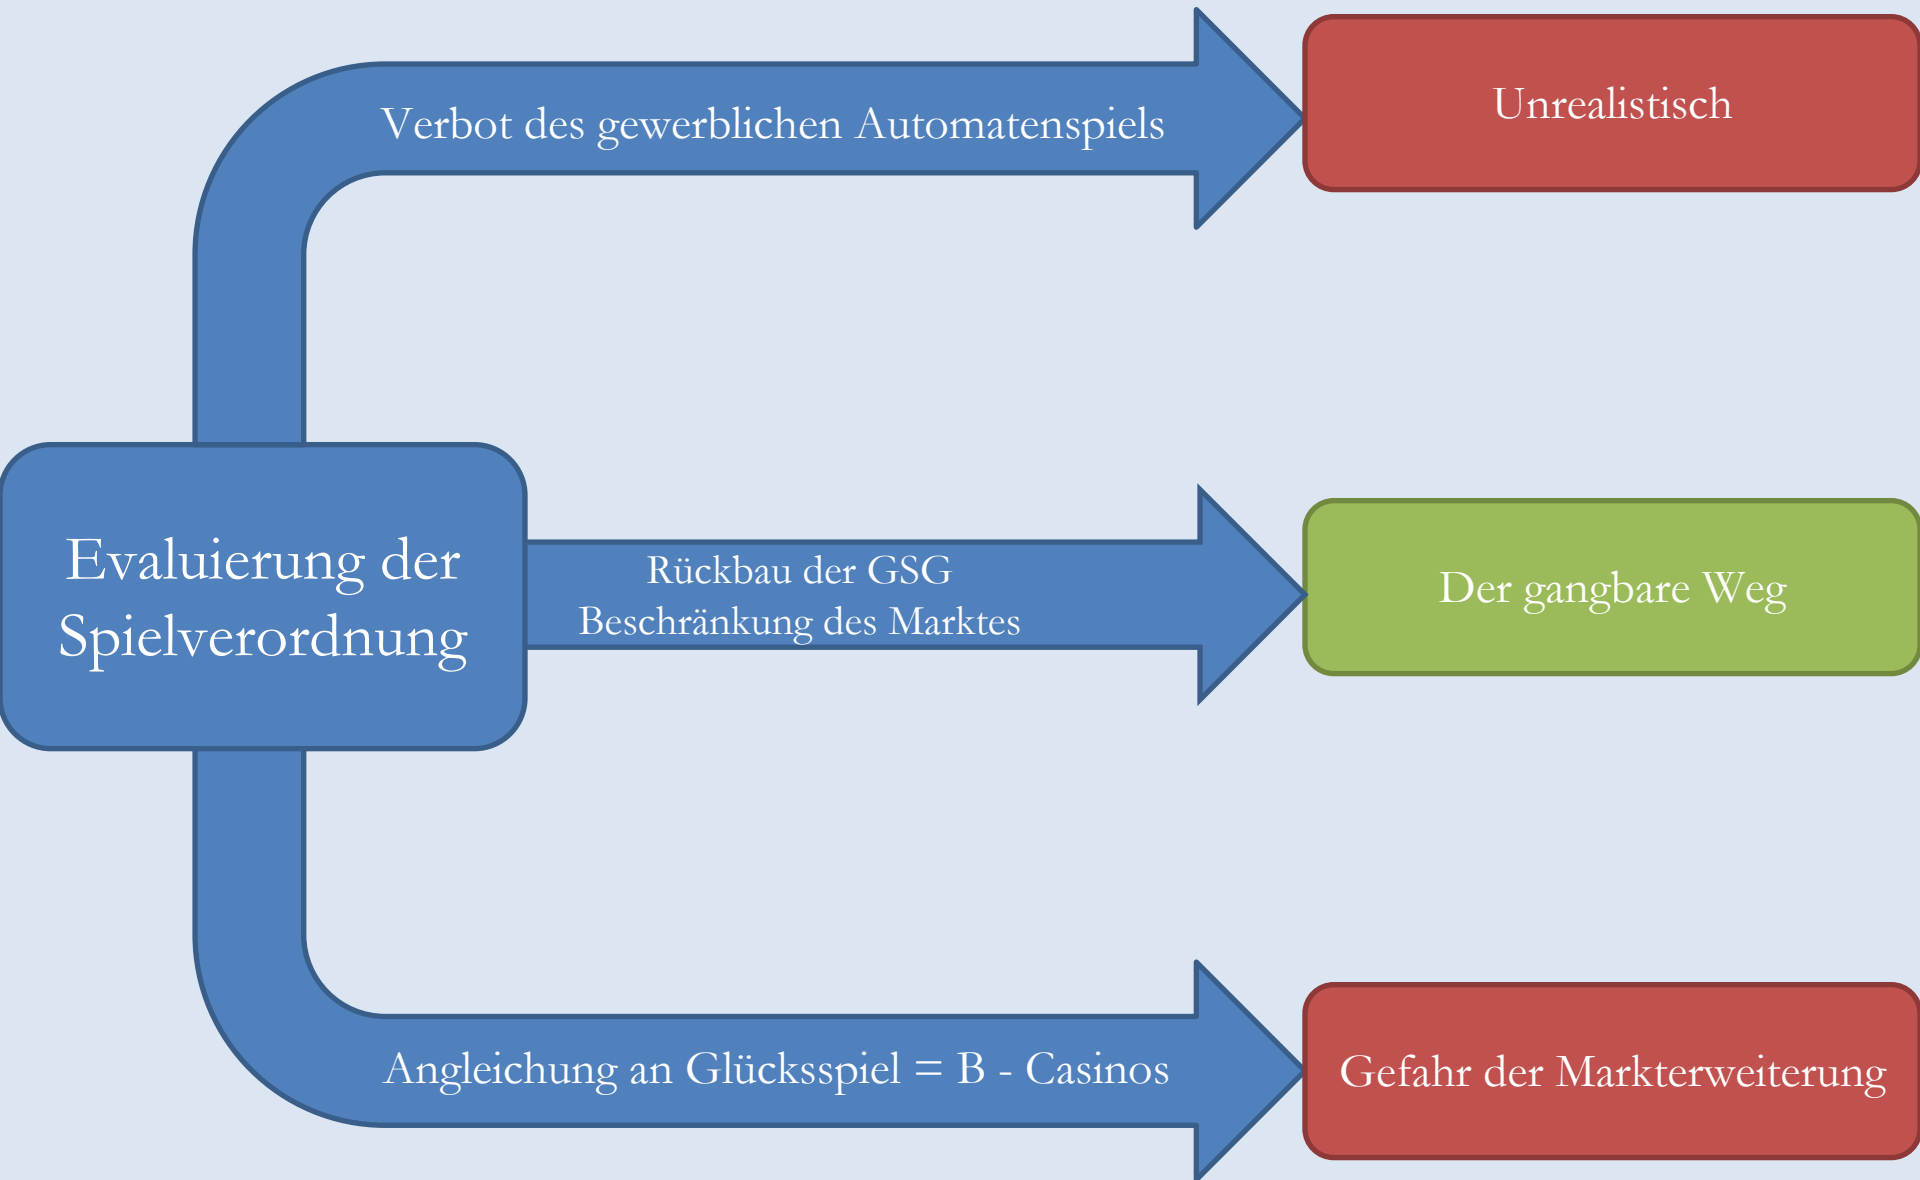 Verbot des gewerblichen Automatenspiels
Unrealistisch
Evaluierung der
Spielverordnung
Rückbau der GSG
Beschränkung des Marktes
Der gangbare Weg
Angleichung an Glücksspiel = B - Casinos
Gefahr der Markterweiterung